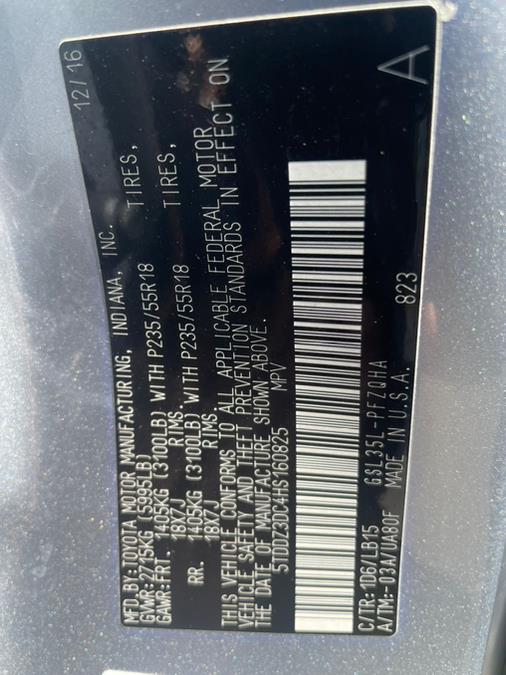 MFD.BY:TOYOTA MOTOR MANUFACTURING, INDIANA, INC. 12/16
GVWR:2715KG (5995LB)
GAWR:FRT. 1405KG (3100LB) WITH P235/55R18 TIRES,
18X7J RIMS,
RR. 1405KG (3100LB) WITH P235/55R18 TIRES,
18X7J RIMS
THIS VEHICLE CONFORMS TO ALL APPLICABLE FEDERAL MOTOR
VEHICLE SAFETY AND THEFT PREVENTION STANDARDS IN EFFECT ON
THE DATE OF MANUFACTURE SHOWN ABOVE.
5TDDZ3DC4HS160825 MPV
C/TR:1D6/LB15 GSL35L-PFZQHA
A/TM:-03A/UA80F MADE IN U.S.A. 823
A